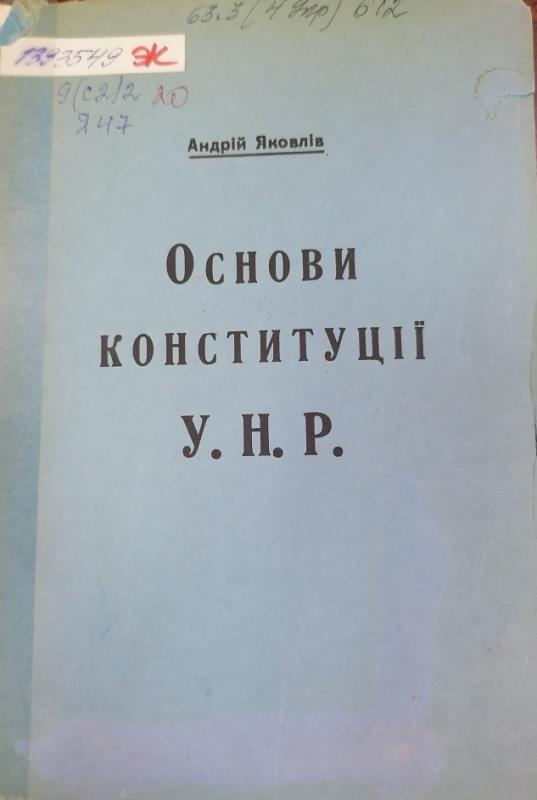 63.3(4Укр)612
1393549 Ж
9(с2)2 20
Я47
Андрій Яковлів
Основи
конституції
У. Н. Р.